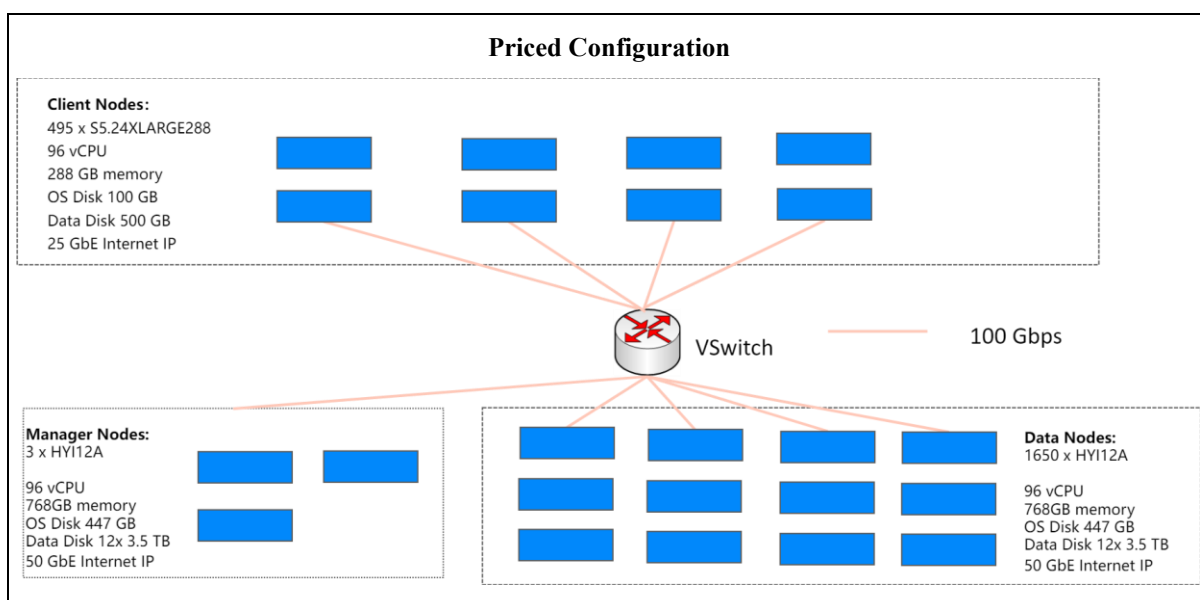 Priced Configuration
Client Nodes:
495 x S5.24XLARGE288
96 vCPU
288 GB memory
OS Disk 100 GB
Data Disk 500 GB
25 GbE Internet IP
VSwitch
100 Gbps
Manager Nodes:
3 x HYI12A
96 vCPU
768GB memory
OS Disk 447 GB
Data Disk 12x 3.5 TB
50 GbE Internet IP
Data Nodes:
1650 x HYI12A
96 vCPU
768GB memory
OS Disk 447 GB
Data Disk 12x 3.5 TB
50 GbE Internet IP